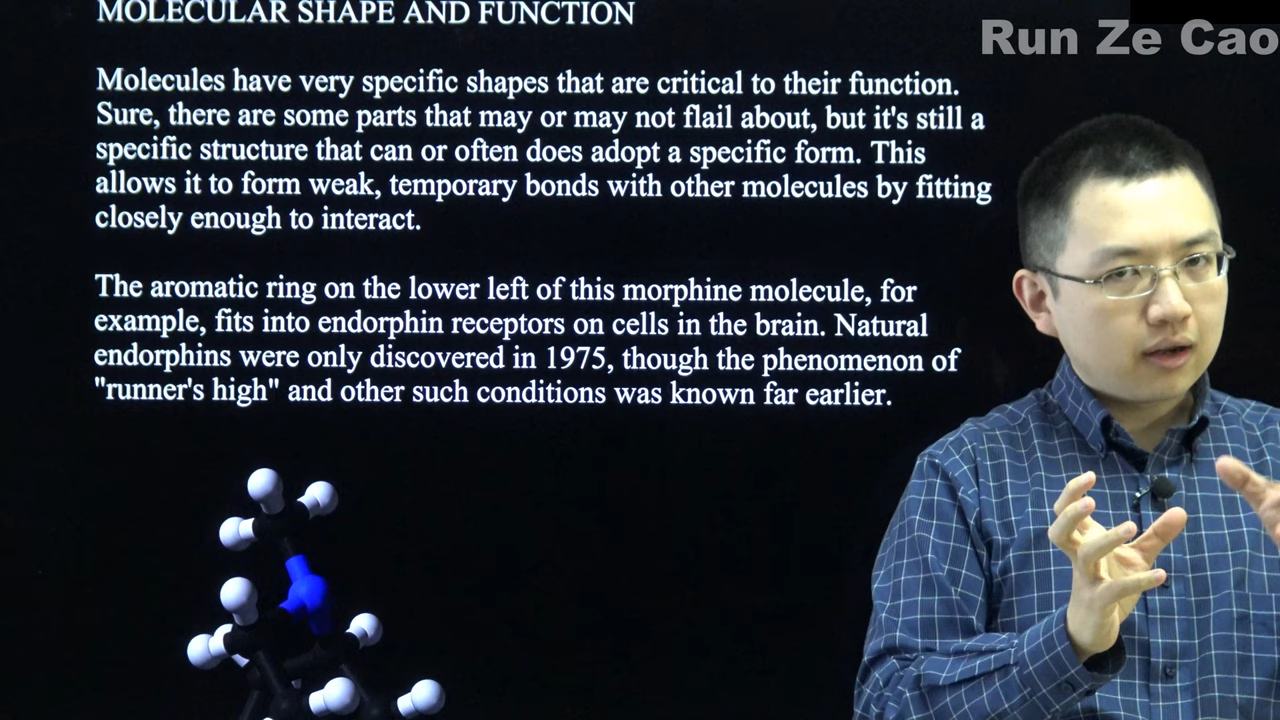 MOLECULAR SHAPE AND FUNCTION
Run Ze Cao
Molecules have very specific shapes that are critical to their function.
Sure, there are some parts that may or may not flail about, but it's still a
specific structure that can or often does adopt a specific form. This
allows it to form weak, temporary bonds with other molecules by fitting
closely enough to interact.
The aromatic ring on the lower left of this morphine molecule, for
example, fits into endorphin receptors on cells in the brain. Natural
endorphins were only discovered in 1975, though the phenomenon of
"runner's high" and other such conditions was known far earlier.